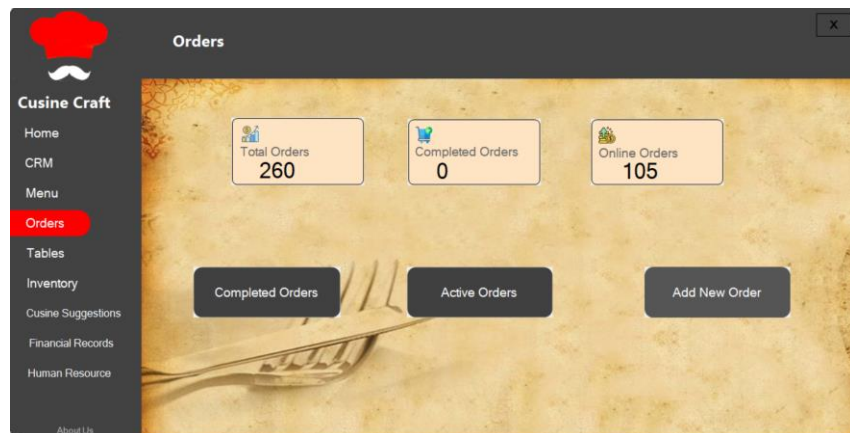 Orders
X
Cusine Craft
Home
CRM
Menu
Orders
Tables
Inventory
Cusine Suggestions
Financial Records
Human Resource
About Us
Total Orders
260
Completed Orders
0
Online Orders
105
Completed Orders
Active Orders
Add New Order